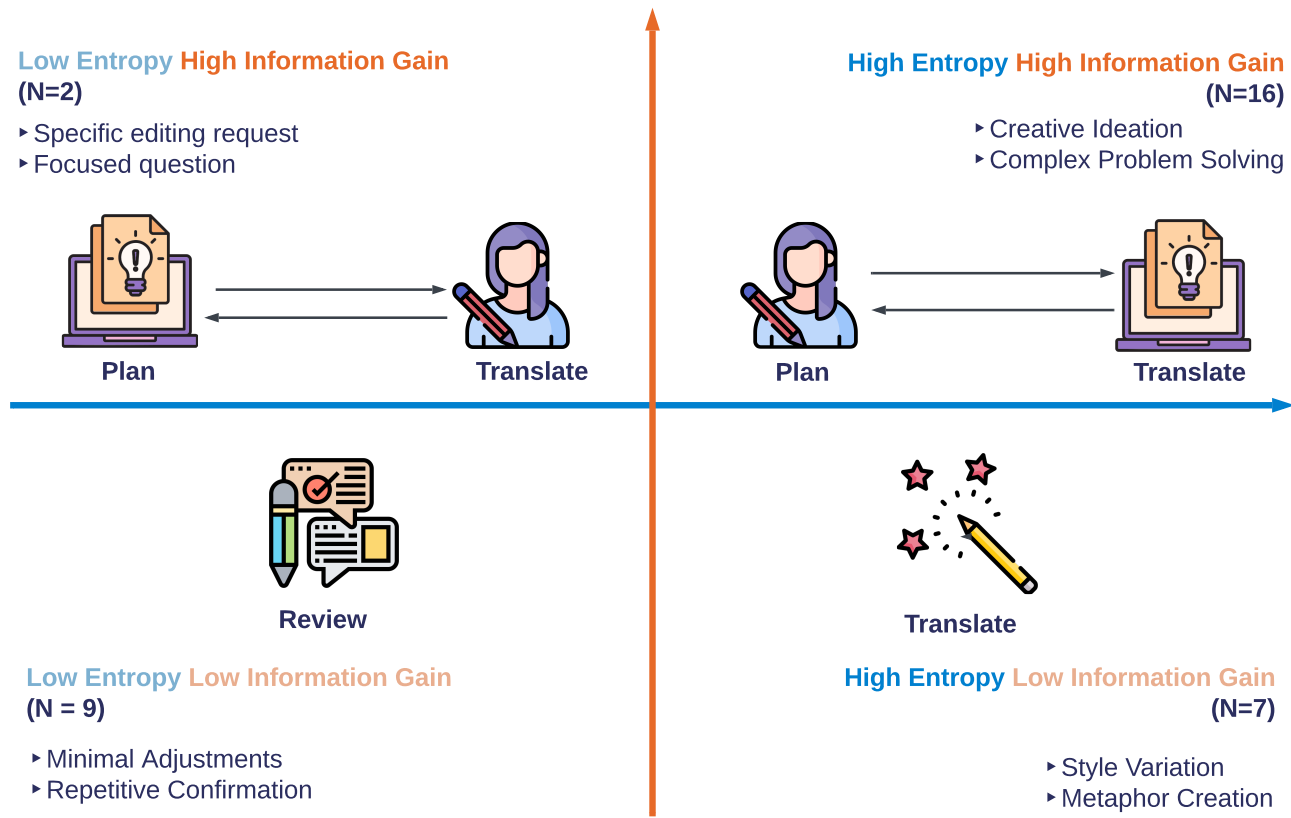 Low Entropy High Information Gain
(N=2)
‣ Specific editing request
‣ Focused question
Plan
Translate
High Entropy High Information Gain
(N=16)
‣ Creative Ideation
‣ Complex Problem Solving
Plan
Translate
Review
Low Entropy Low Information Gain
(N = 9)
‣ Minimal Adjustments
‣ Repetitive Confirmation
Translate
High Entropy Low Information Gain
(N=7)
‣ Style Variation
‣ Metaphor Creation